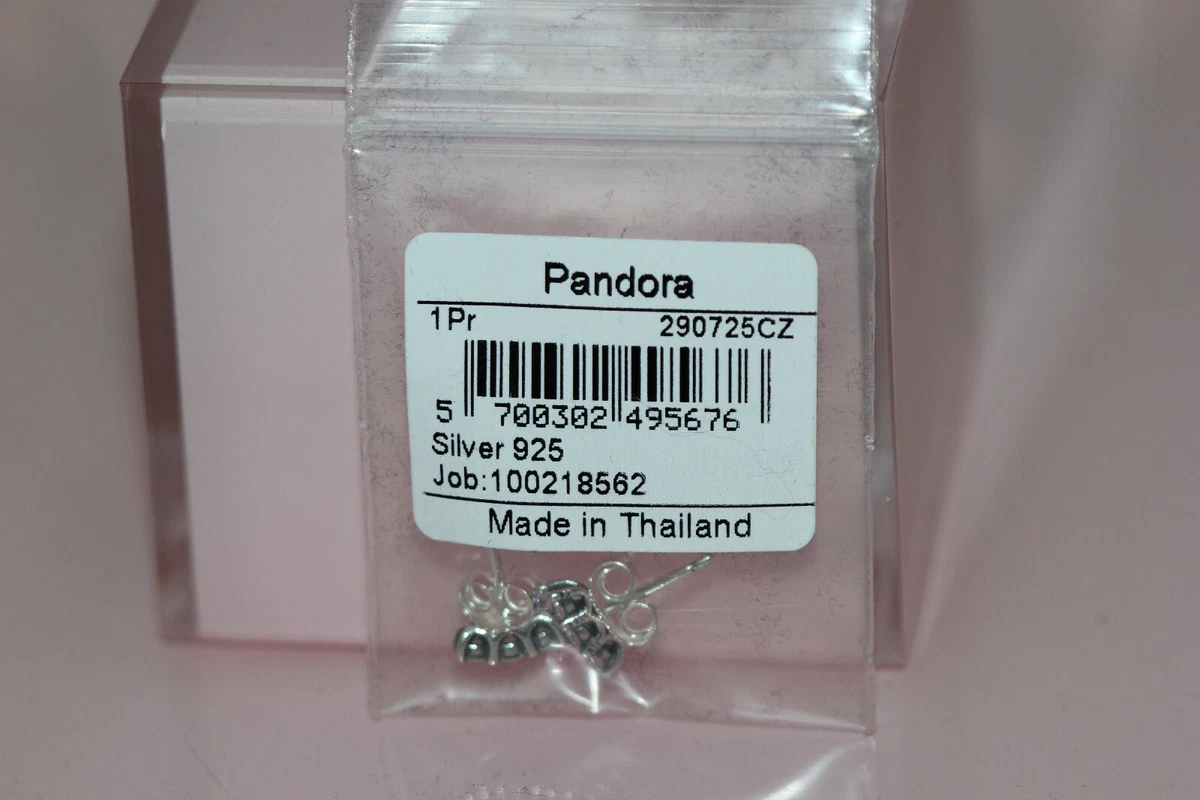 Pandora
1Pr 290725CZ
5 700302 495676
Silver 925
Job:100218562
Made in Thailand